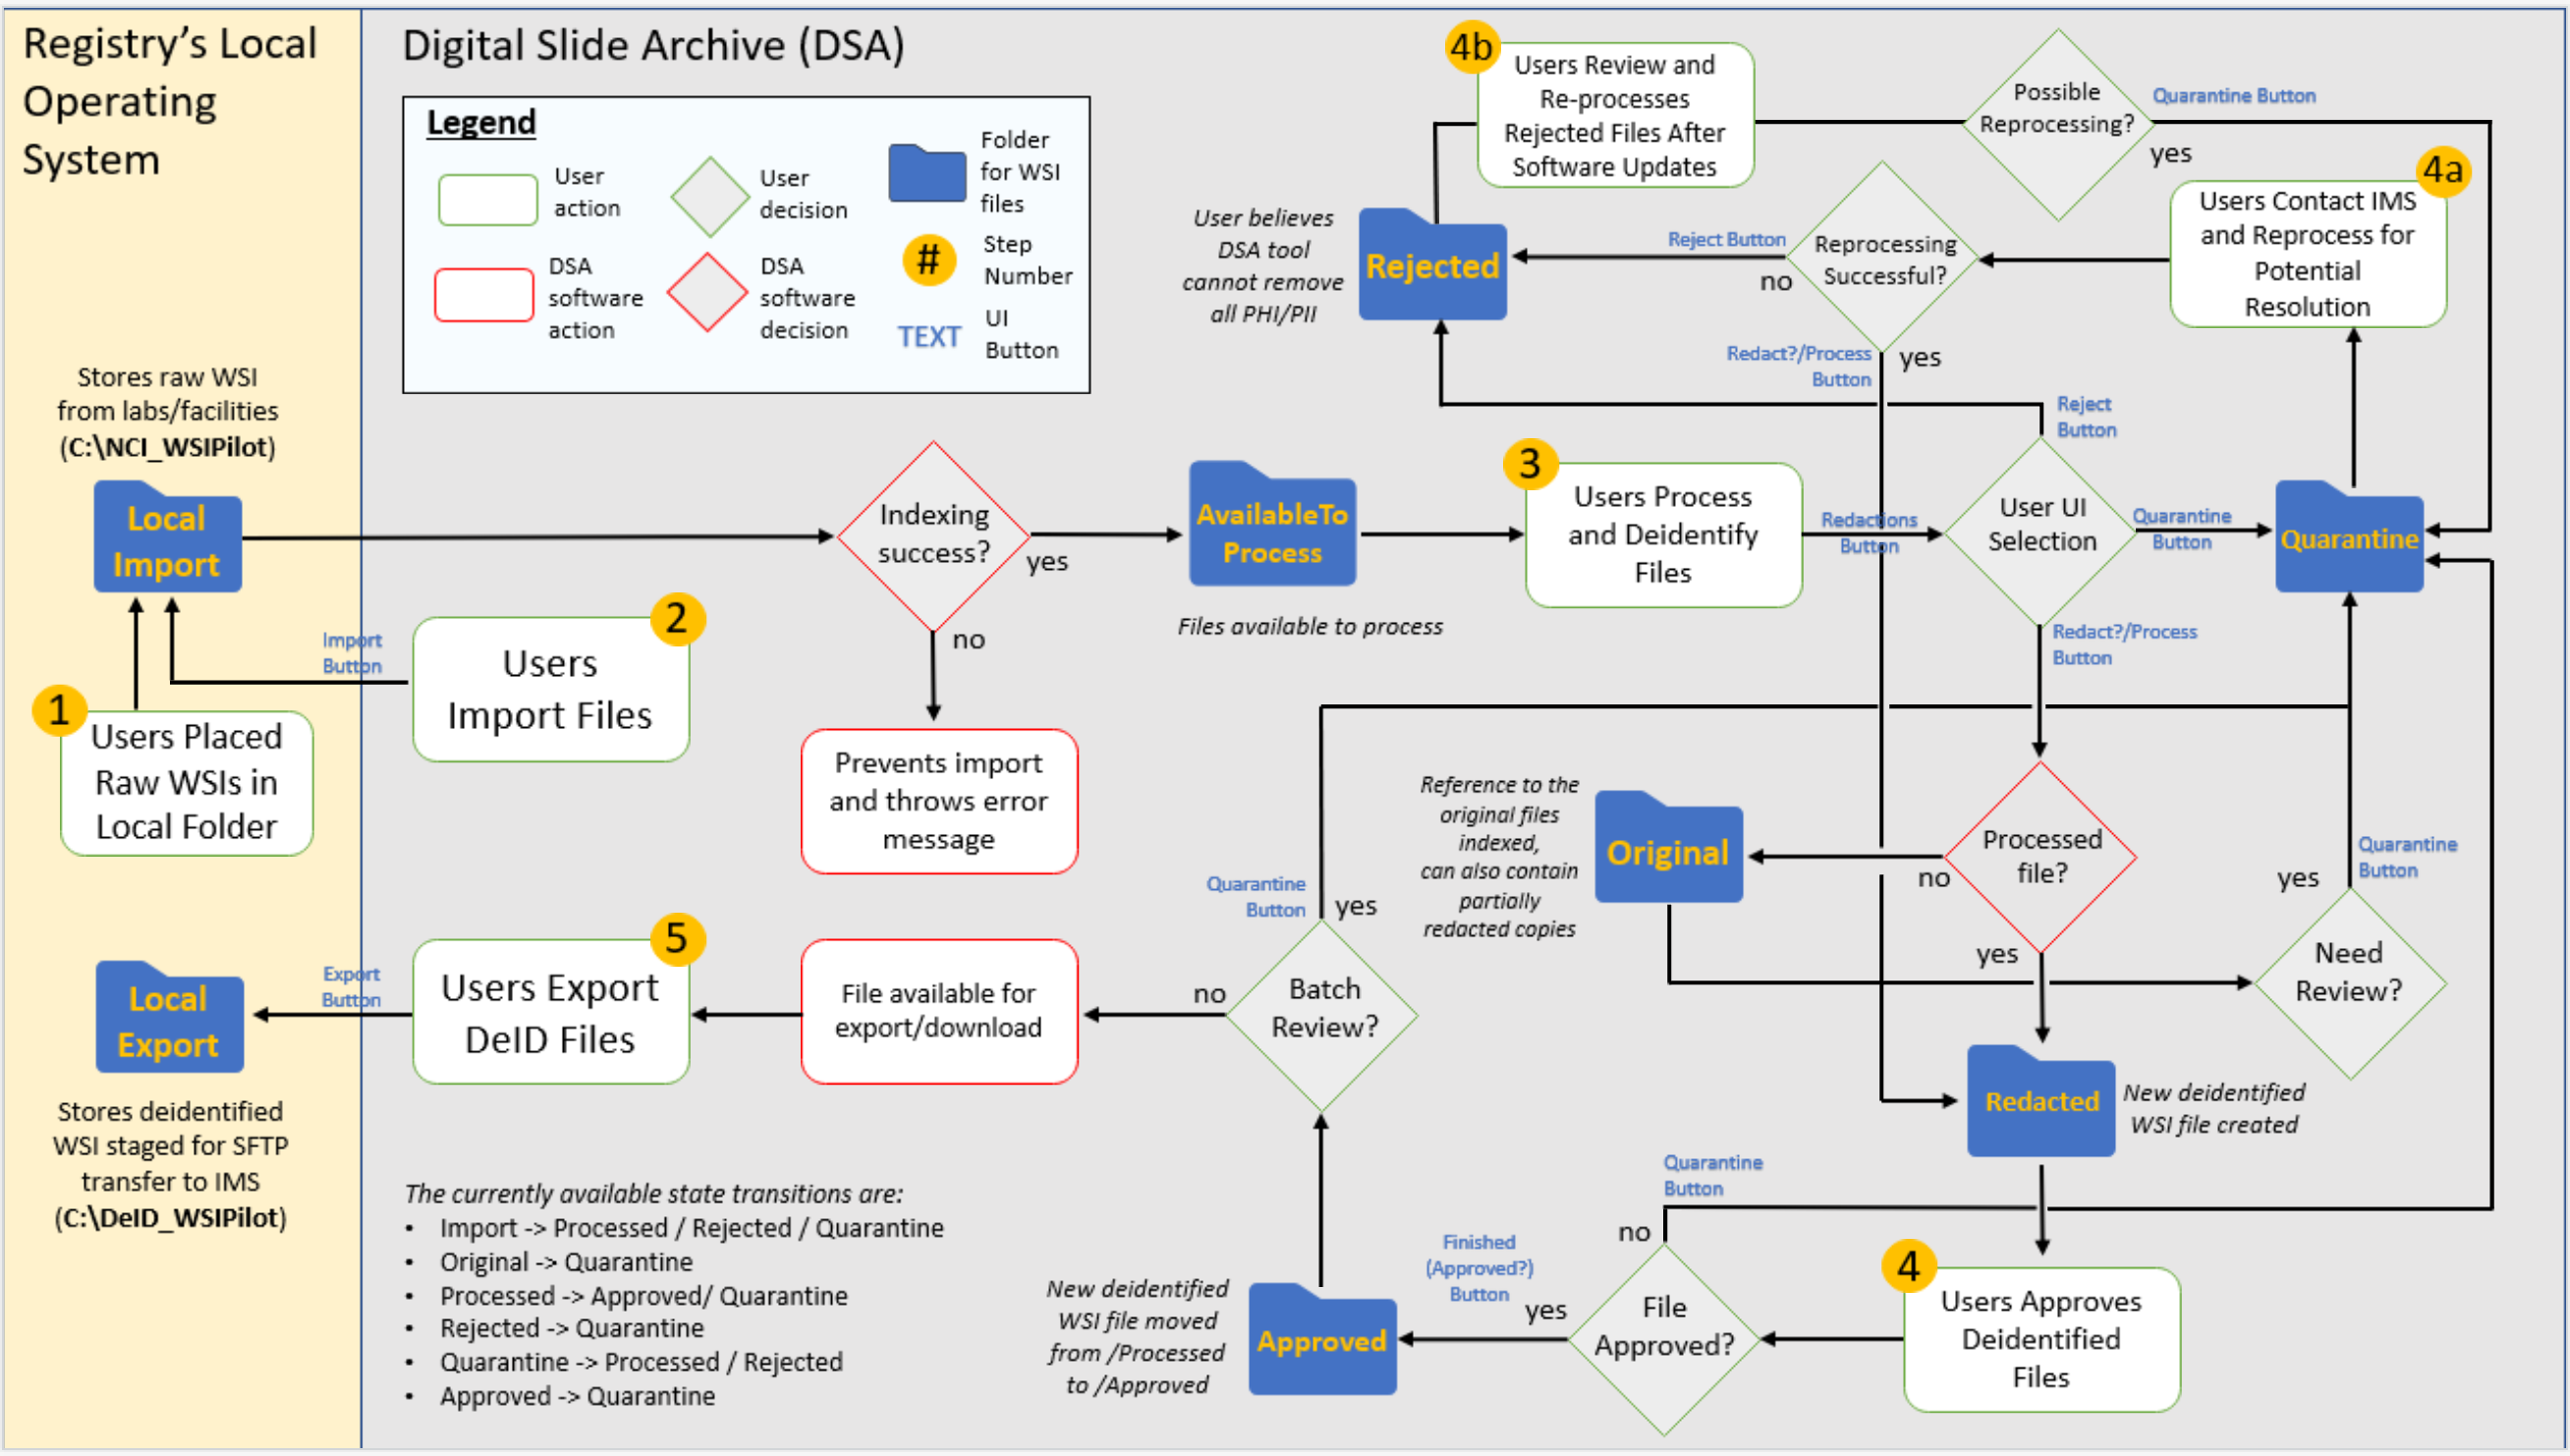 Registry's Local
Operating
System
Digital Slide Archive (DSA)
Legend
User
action
User
decision
Folder
for WSI
files
DSA
software
action
DSA
software
decision
#
Step
Number
TEXT
UI
Button
4b
Users Review and
Re-processes
Rejected Files After
Software Updates
Possible
Reprocessing?
Quarantine Button
yes
4a
Users Contact IMS
and Reprocess for
Potential
Resolution
User believes
DSA tool
cannot remove
all PHI/PII
Rejected
Reject Button
no
Reprocessing
Successful?
Redact?/Process
Button
yes
Reject
Button
Stores raw WSI
from labs/facilities
(C:\NCI_WSIPilot)
Local
Import
Indexing
success?
yes
no
AvailableTo
Process
Files available to process
3
Users Process
and Deidentify
Files
Redactions
Button
User UI
Selection
Quarantine
Button
Quarantine
Redact?/Process
Button
Import
Button
2
Users
Import Files
1
Users Placed
Raw WSIs in
Local Folder
Prevents import
and throws error
message
Reference to the
original files
indexed,
can also contain
partially
redacted copies
Original
no
Processed
file?
yes
Quarantine
Button
yes
Need
Review?
Quarantine
Button
yes
Batch
Review?
no
File available for
export/download
5
Users Export
DeID Files
Export
Button
Local
Export
Stores deidentified
WSI staged for SFTP
transfer to IMS
(C:\DeID_WSIPilot)
Redacted
New deidentified
WSI file created
Quarantine
Button
no
4
Users Approves
Deidentified
Files
File
Approved?
Finished
(Approved?)
Button
yes
Approved
New deidentified
WSI file moved
from /Processed
to /Approved
The currently available state transitions are:
• Import -> Processed / Rejected / Quarantine
• Original -> Quarantine
• Processed -> Approved/ Quarantine
• Rejected -> Quarantine
• Quarantine -> Processed / Rejected
• Approved -> Quarantine